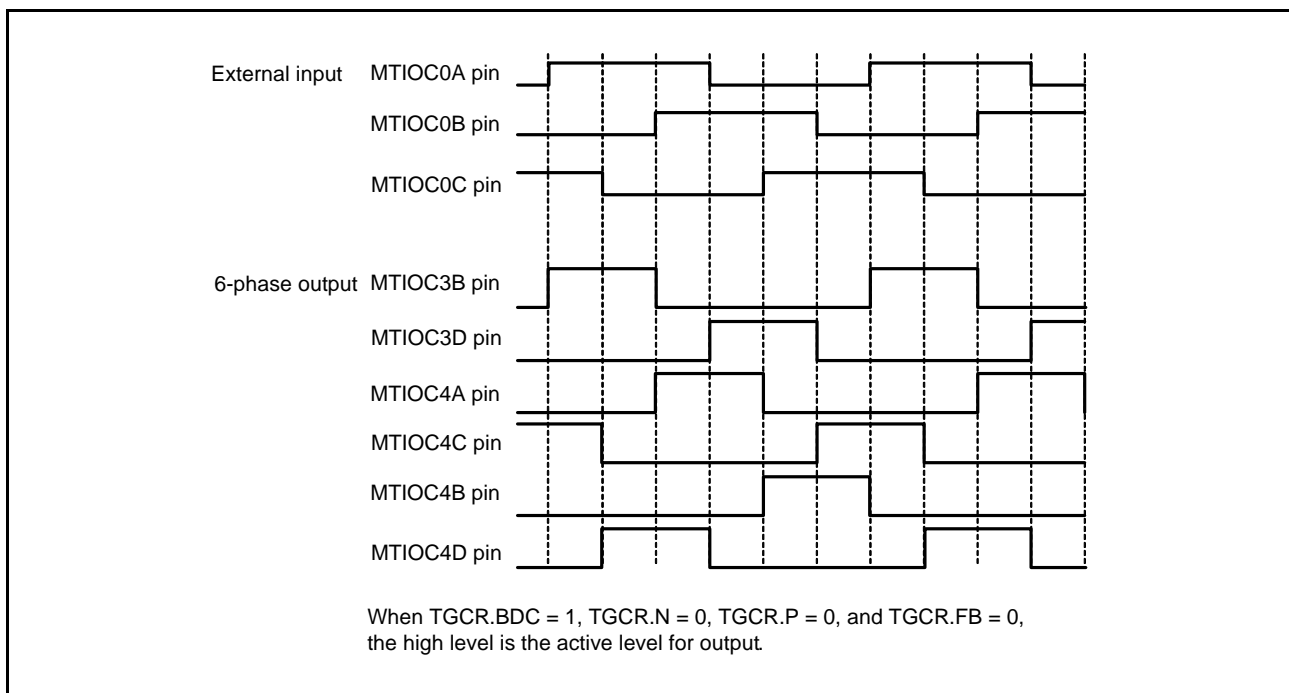 External input MTIOC0A pin
MTIOC0B pin
MTIOC0C pin
6-phase output MTIOC3B pin
MTIOC3D pin
MTIOC4A pin
MTIOC4C pin
MTIOC4B pin
MTIOC4D pin
When TGCR.BDC = 1, TGCR.N = 0, TGCR.P = 0, and TGCR.FB = 0,
the high level is the active level for output.